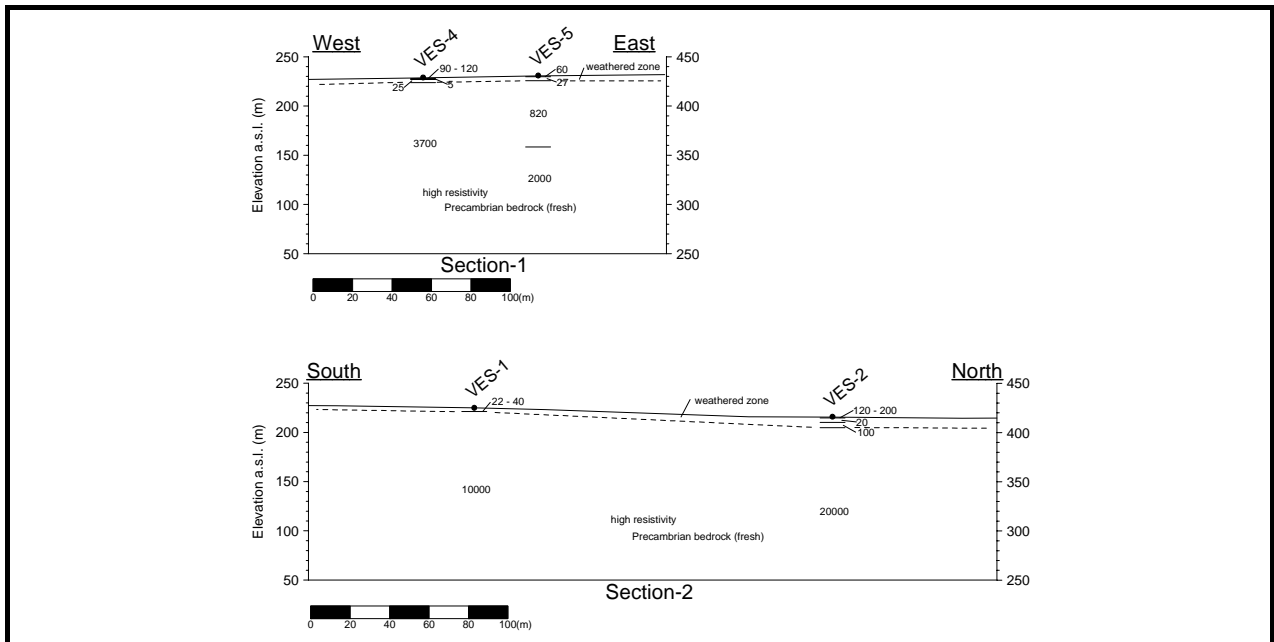 West
VES-4
VES-5
East
250
200
150
100
50
Elevation a.s.l. (m)
450
400
350
300
250
90 - 120
25
5
60
27
weathered zone
820
3700
2000
high resistivity
Precambrian bedrock (fresh)
Section-1
0 20 40 60 80 100(m)
South
VES-1
VES-2
North
250
200
150
100
50
Elevation a.s.l. (m)
450
400
350
300
250
22 - 40
weathered zone
120 - 200
20
100
10000
20000
high resistivity
Precambrian bedrock (fresh)
Section-2
0 20 40 60 80 100(m)